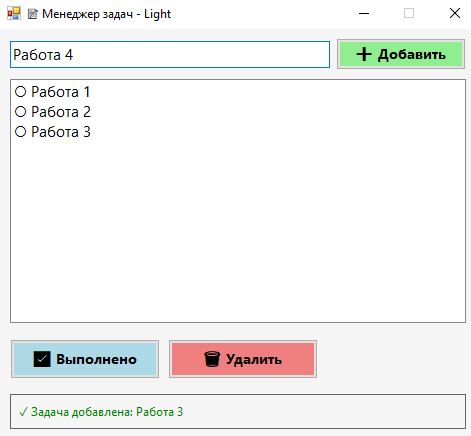 Менеджер задач - Light
Работа 4
➕ Добавить
○ Работа 1
○ Работа 2
○ Работа 3
☑ Выполнено
🗑 Удалить
✓ Задача добавлена: Работа 3